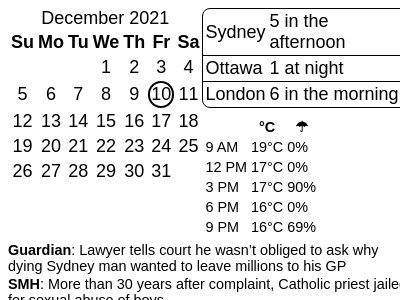 December 2021
Su Mo Tu We Th Fr Sa
1 2 3 4
5 6 7 8 9 10 11
12 13 14 15 16 17 18
19 20 21 22 23 24 25
26 27 28 29 30 31
Sydney 5 in the
afternoon
Ottawa 1 at night
London 6 in the morning
°C ☂
9 AM 19°C 0%
12 PM 17°C 0%
3 PM 17°C 90%
6 PM 16°C 0%
9 PM 16°C 69%
Guardian: Lawyer tells court he wasn’t obliged to ask why
dying Sydney man wanted to leave millions to his GP
SMH: More than 30 years after complaint, Catholic priest jaile
for sexual abuse of boys